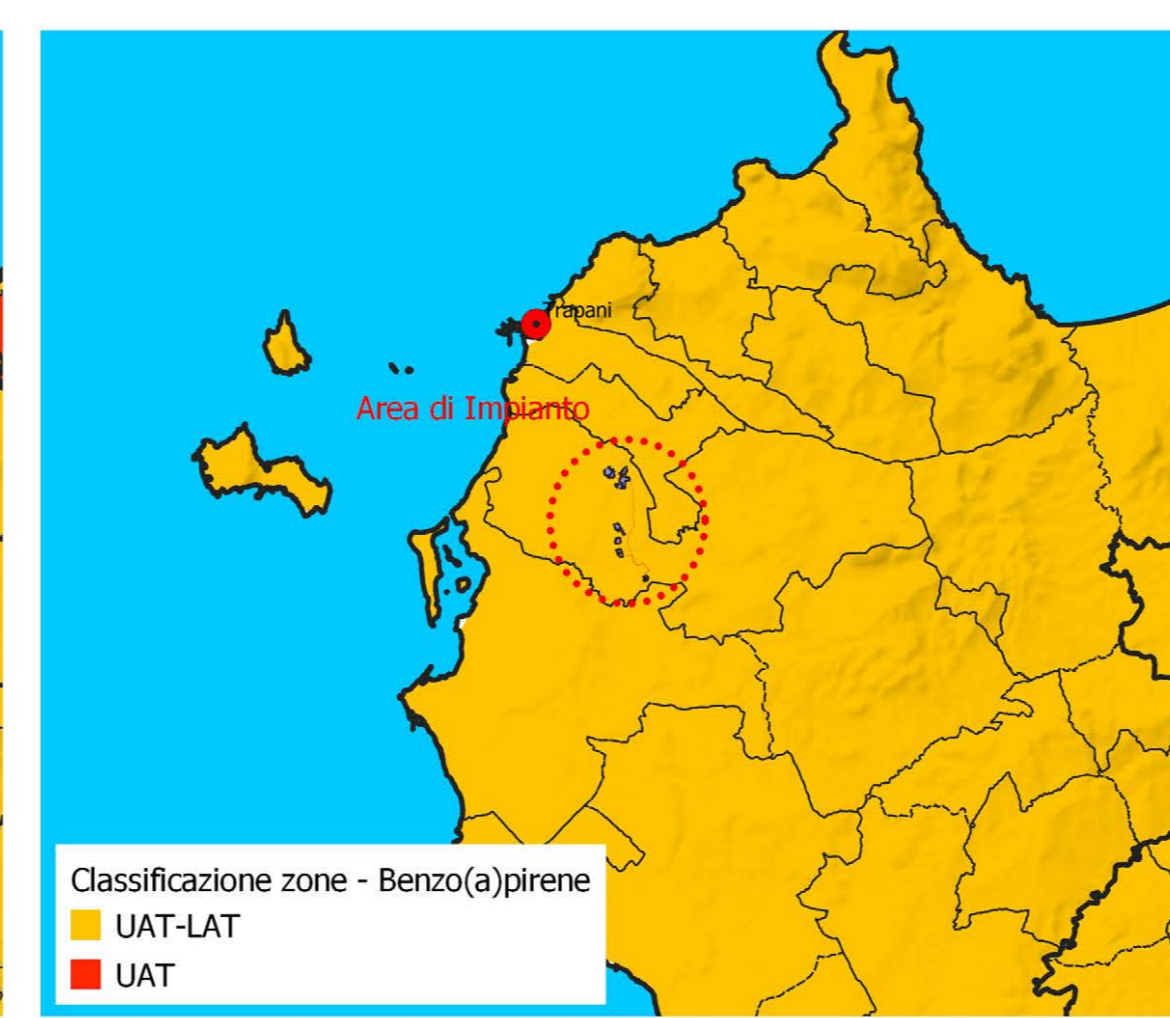 Trapani
Area di Impianto
Classificazione zone - Benzo(a)pirene
UAT-LAT
UAT